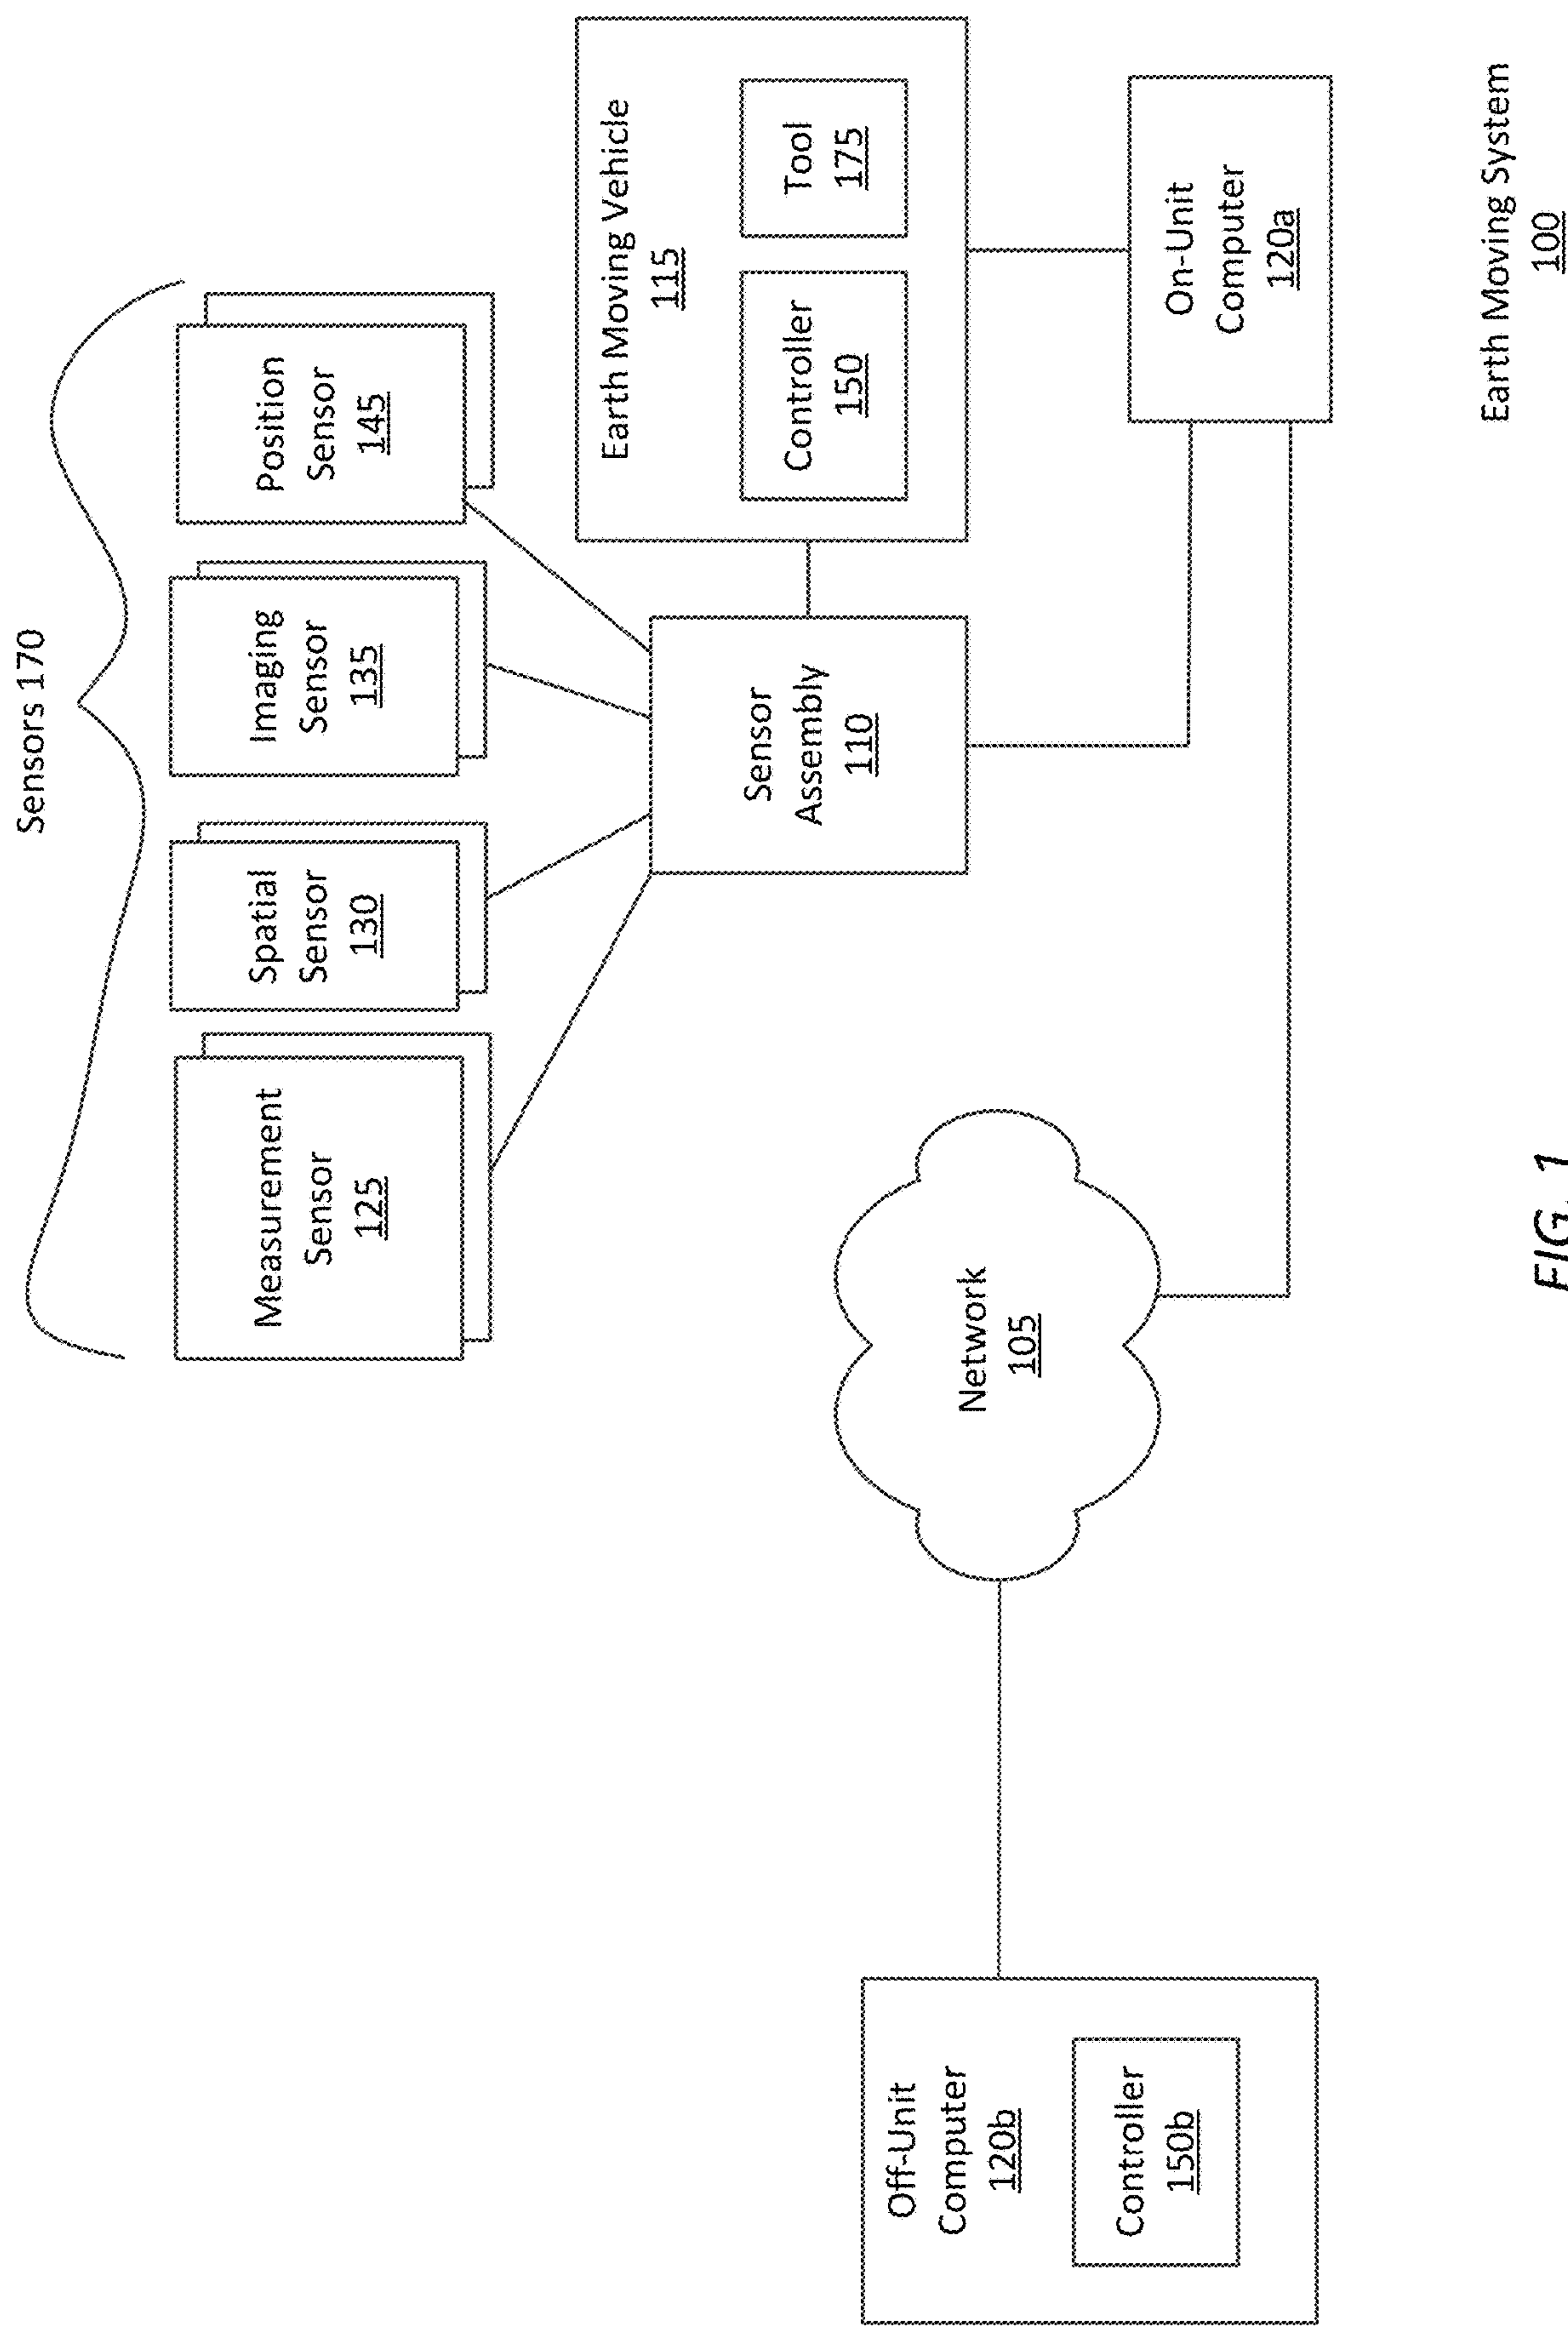 Sensors 170
Measurement
Sensor
125
Spatial
Sensor
130
Imaging
Sensor
135
Position
Sensor
145
Earth Moving Vehicle
115
Controller
150
Tool
175
Sensor
Assembly
110
Off-Unit
Computer
120b
Controller
150b
Network
105
On-Unit
Computer
120a
Earth Moving System
100
FIG. 1